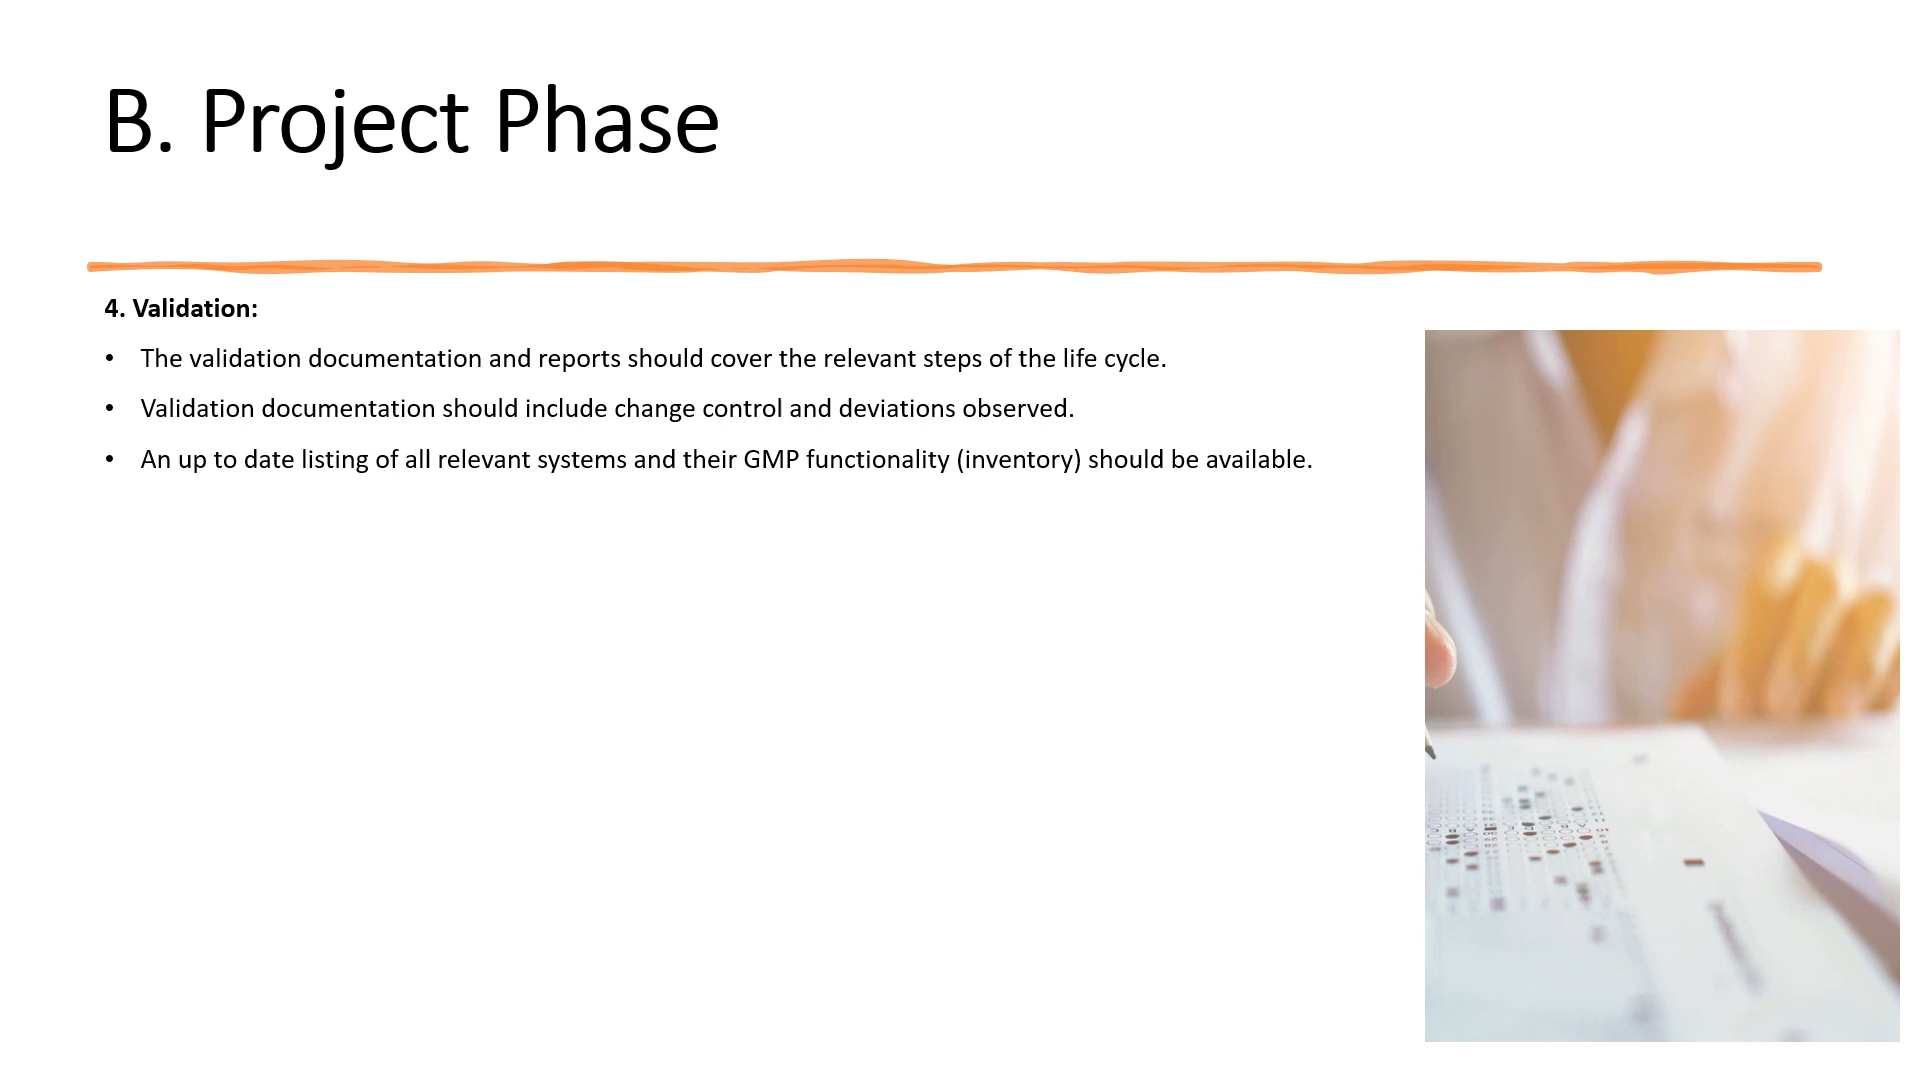 B. Project Phase
4. Validation:
• The validation documentation and reports should cover the relevant steps of the life cycle.
• Validation documentation should include change control and deviations observed.
• An up to date listing of all relevant systems and their GMP functionality (inventory) should be available.